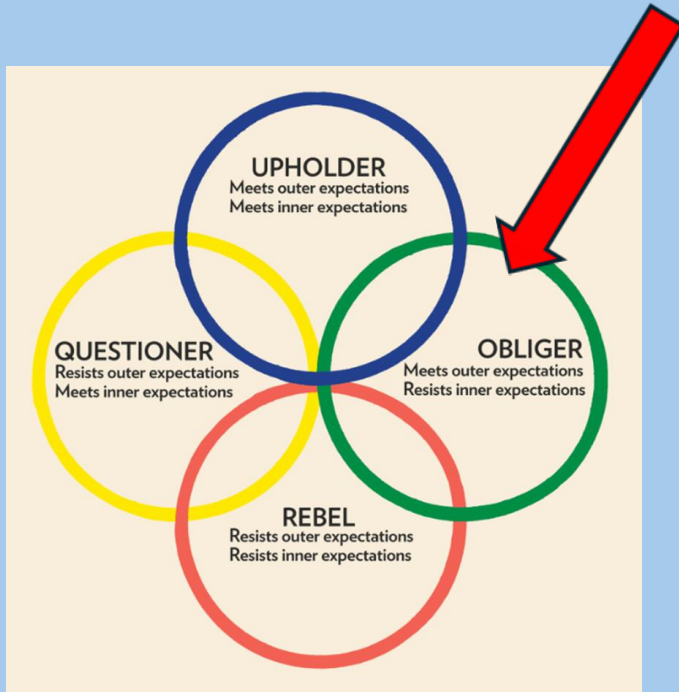 UPHOLDER
Meets outer expectations
Meets inner expectations
QUESTIONER
Resists outer expectations
Meets inner expectations
OBLIGER
Meets outer expectations
Resists inner expectations
REBEL
Resists outer expectations
Resists inner expectations